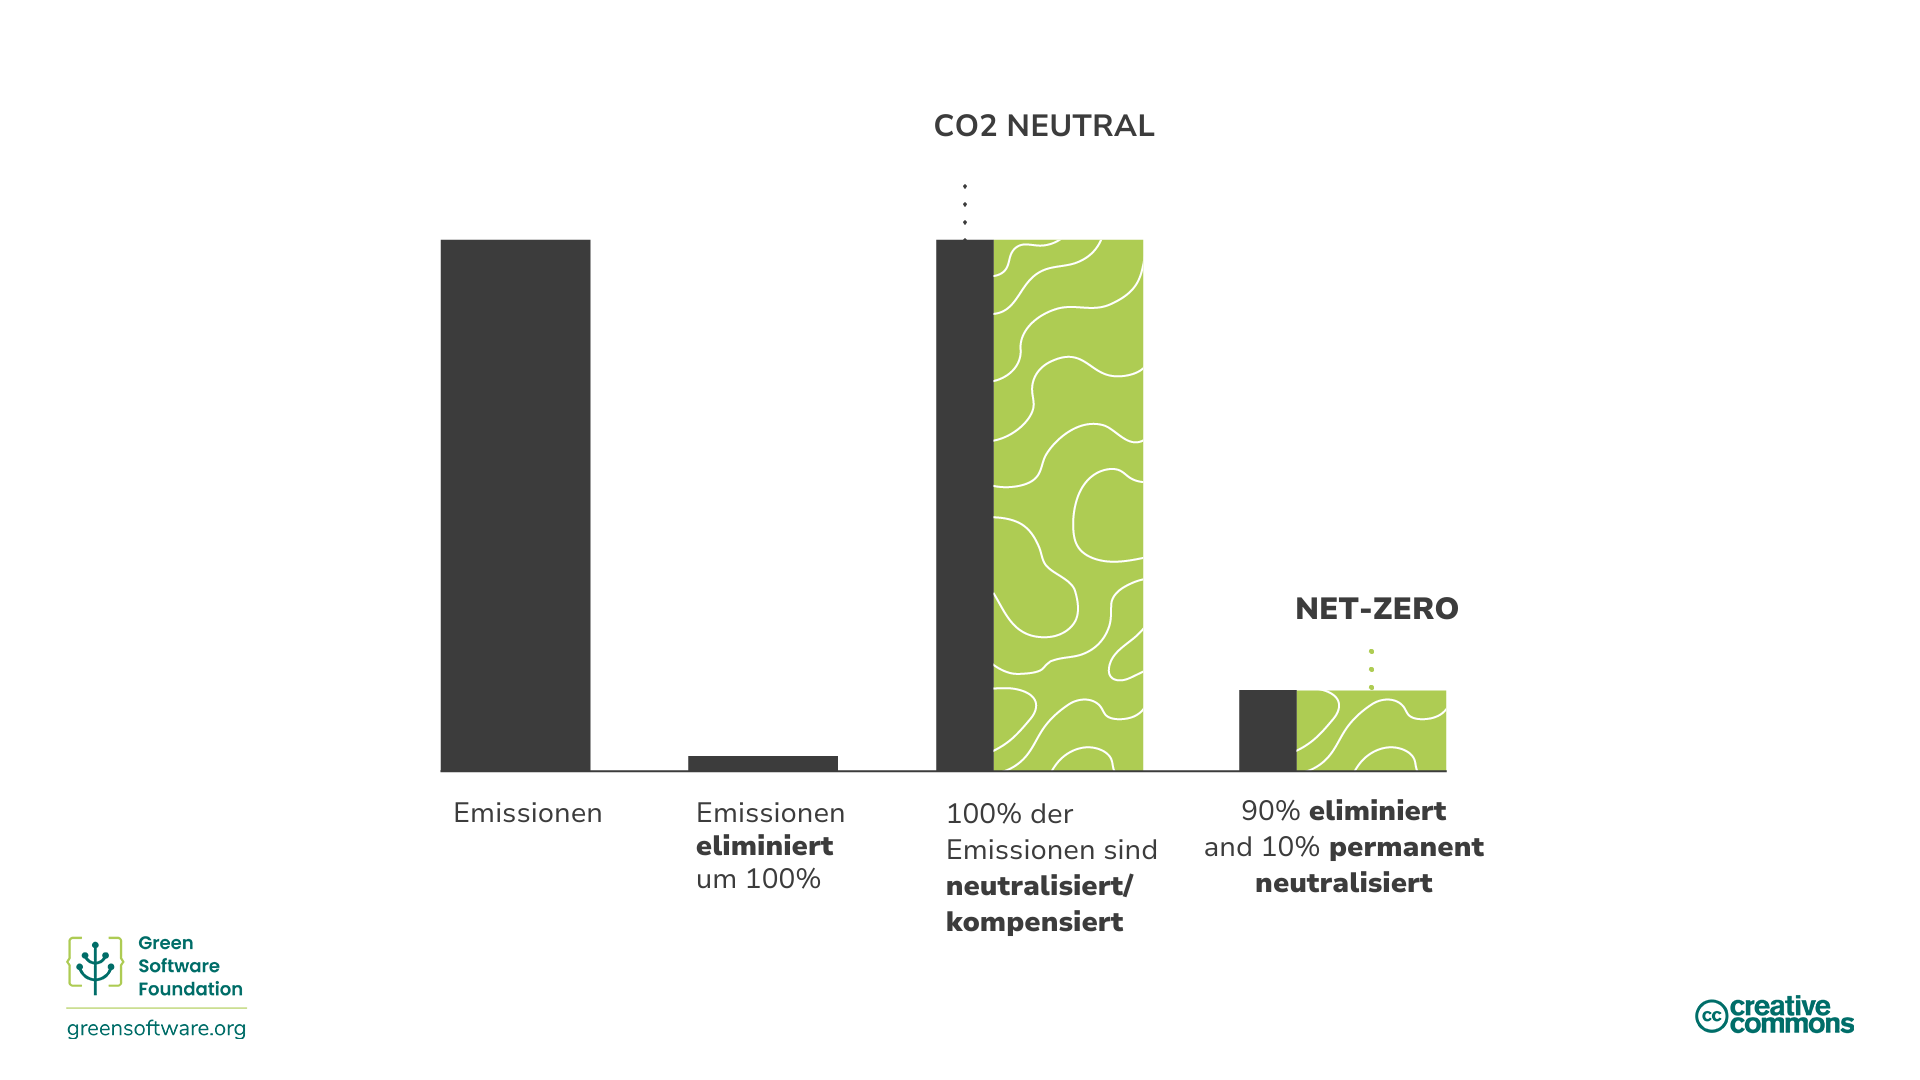 CO2 NEUTRAL
NET-ZERO
Emissionen
Emissionen
eliminiert
um 100%
100% der
Emissionen sind
neutralisiert/
kompensiert
90% eliminiert
and 10% permanent
neutralisiert
Green
Software
Foundation
greensoftware.org
cc creative
commons